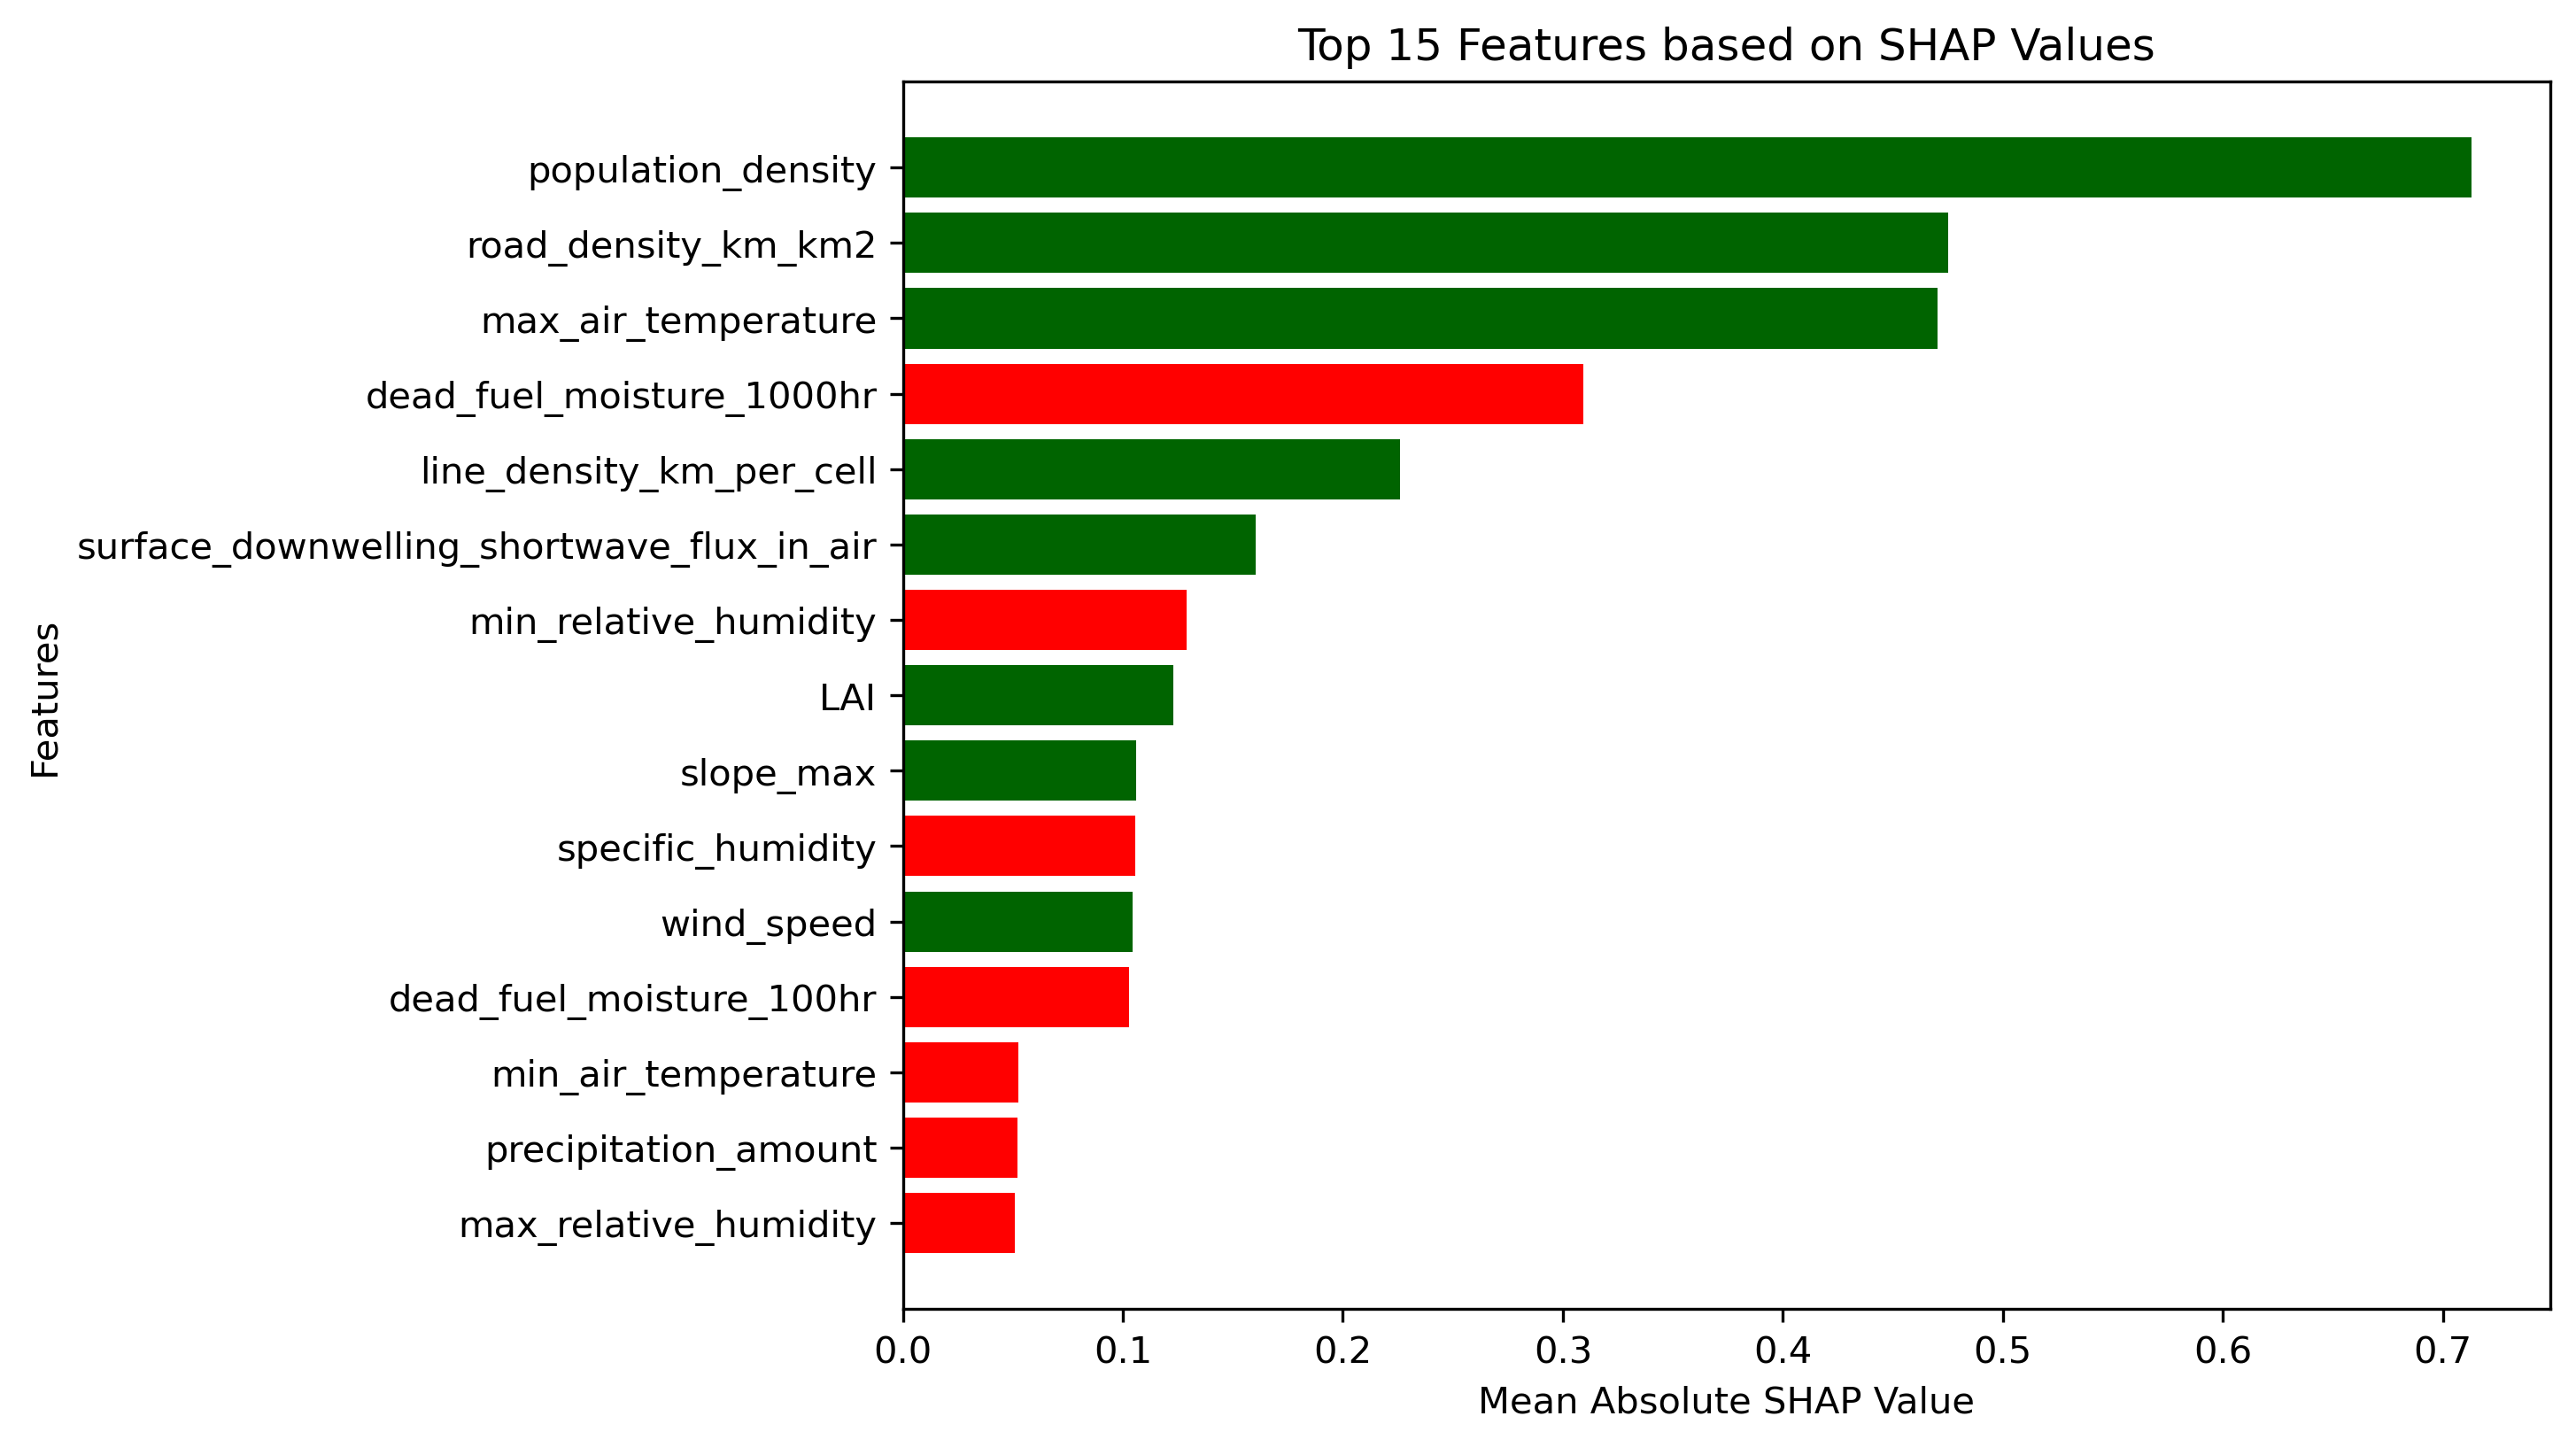 Top 15 Features based on SHAP Values
Features
population_density
road_density_km_km2
max_air_temperature
dead_fuel_moisture_1000hr
line_density_km_per_cell
surface_downwelling_shortwave_flux_in_air
min_relative_humidity
LAI
slope_max
specific_humidity
wind_speed
dead_fuel_moisture_100hr
min_air_temperature
precipitation_amount
max_relative_humidity
0.0 0.1 0.2 0.3 0.4 0.5 0.6 0.7
Mean Absolute SHAP Value